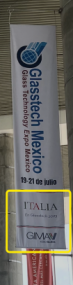 Glasstech Mexico
Glass Technology Expo Mexico
19-21 de julio
ITALIA
GIMAV